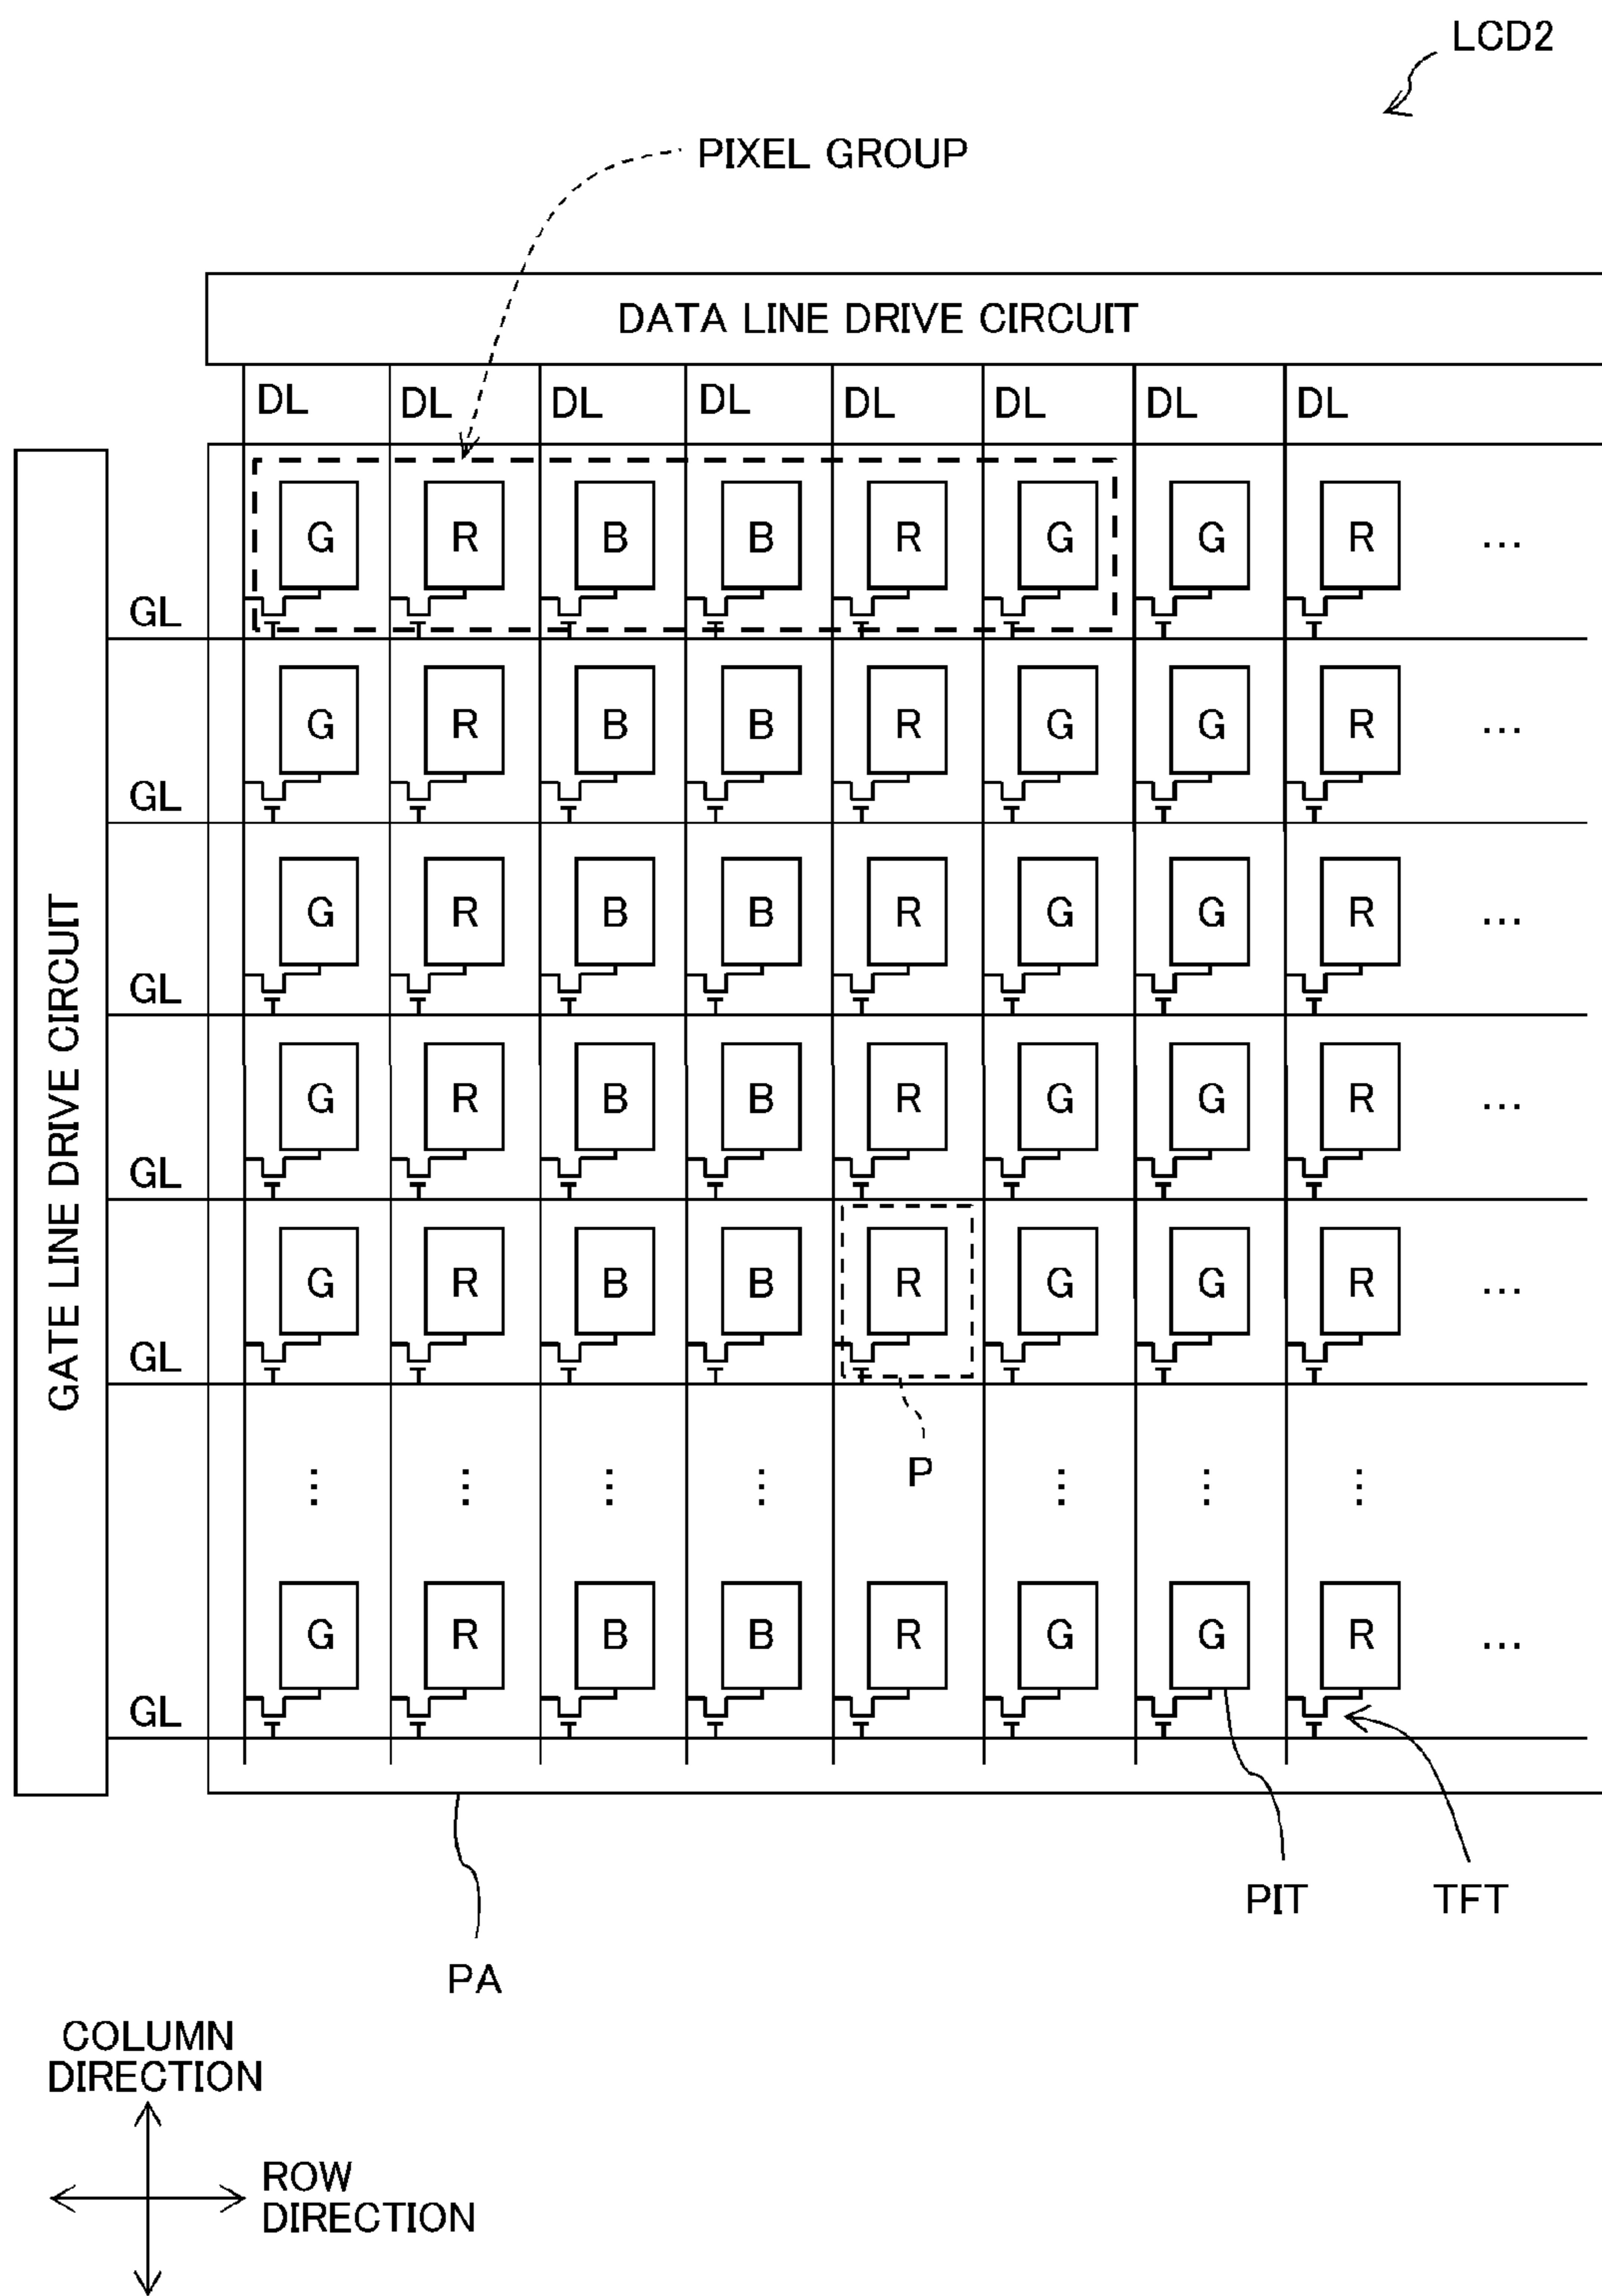 LCD2
PIXEL GROUP
DATA LINE DRIVE CIRCUIT
DL DL DL DL DL DL DL DL
G R B B R G G R ...
GL
G R B B R G G R ...
GL
G R B B R G G R ...
GL
G R B B R G G R ...
GL
G R B B R G G R ...
GL
GATE LINE DRIVE CIRCUIT
P
G R B B R G G R ...
GL
PIT TFT
PA
COLUMN
DIRECTION
ROW
DIRECTION